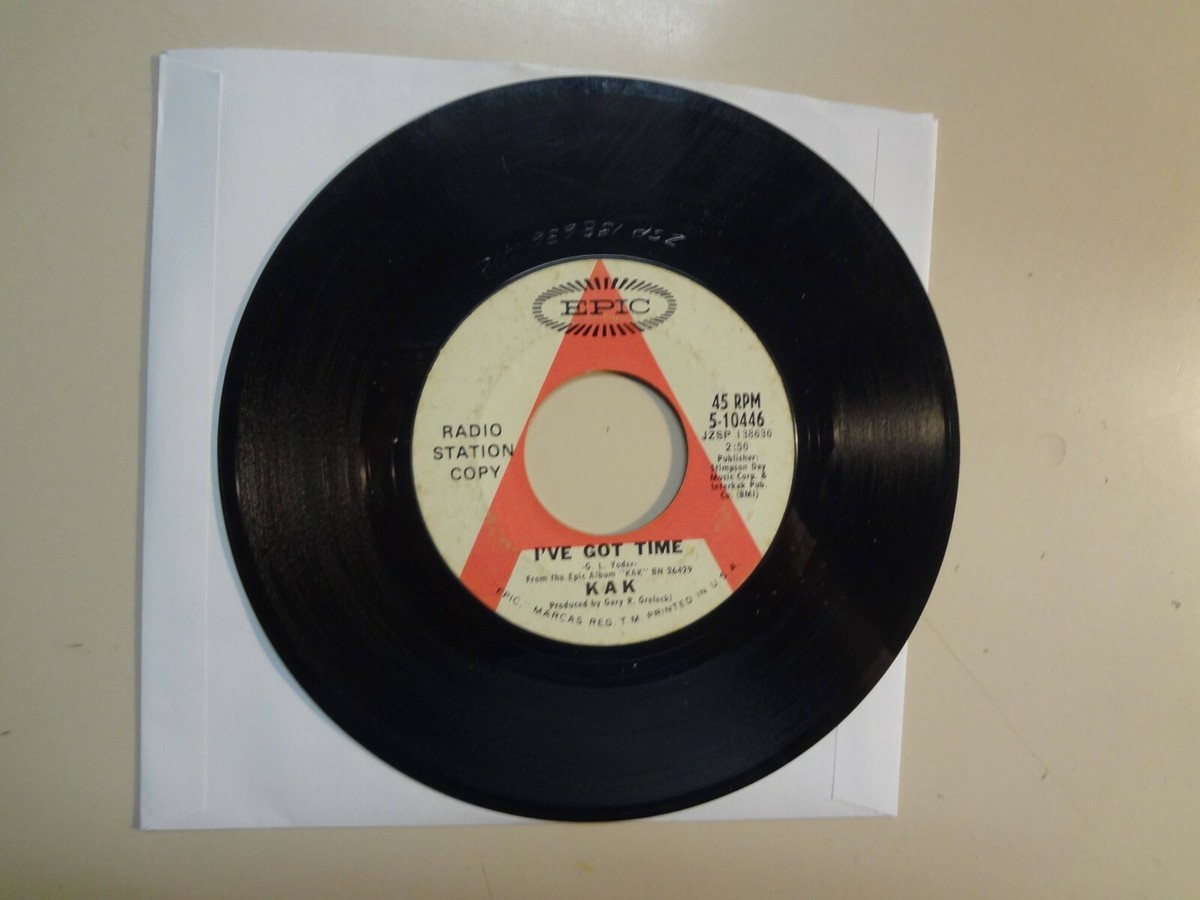 EPIC
RADIO
STATION
COPY
45 RPM
5-10446
JZSP 138636
2:50
Publisher:
Stimpson Day
Music Corp. &
Interkak Pub.
Co. (BMI)
I'VE GOT TIME
-G. L. Yoder-
From the Epic Album "KAK" BN 26429
KAK
Produced by Gary R. Grelecki
"EPIC," MARCAS REG. T M. PRINTED IN U S A